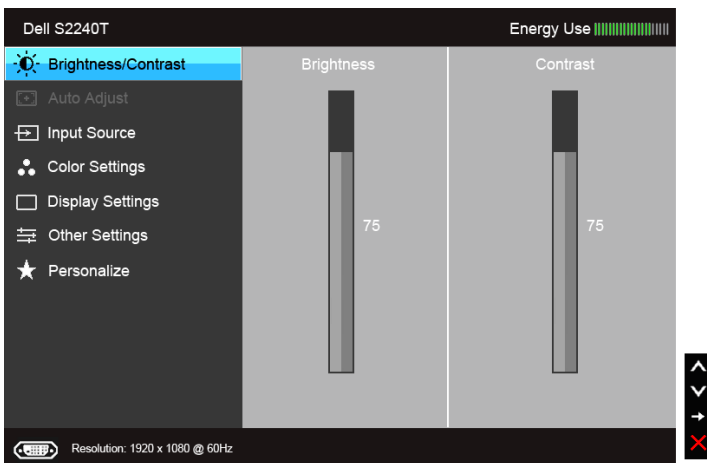 Dell S2240T
Energy Use
Brightness/Contrast
Brightness
Contrast
Auto Adjust
Input Source
Color Settings
Display Settings
75
75
Other Settings
Personalize
Resolution: 1920 x 1080 @ 60Hz